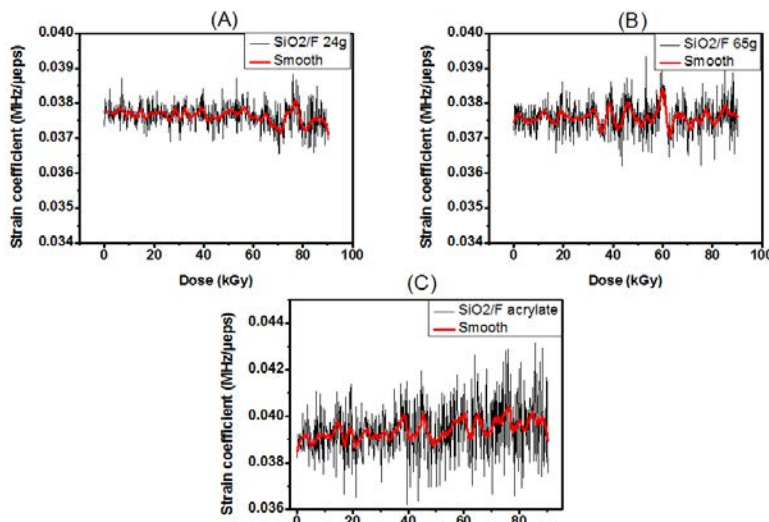 (A)
SiO2/F 24g
Smooth
0.040
0.039
0.038
0.037
0.036
0.035
0.034
0 20 40 60 80 100
Dose (kGy)
Strain coefficient (MHz/µeps)
(B)
SiO2/F 65g
Smooth
0.040
0.039
0.038
0.037
0.036
0.035
0.034
0 20 40 60 80 100
Dose (kGy)
Strain coefficient (MHz/µeps)
(C)
SiO2/F acrylate
Smooth
0.044
0.042
0.040
0.038
0.036
0 20 40 60 80
Strain coefficient (MHz/µeps)